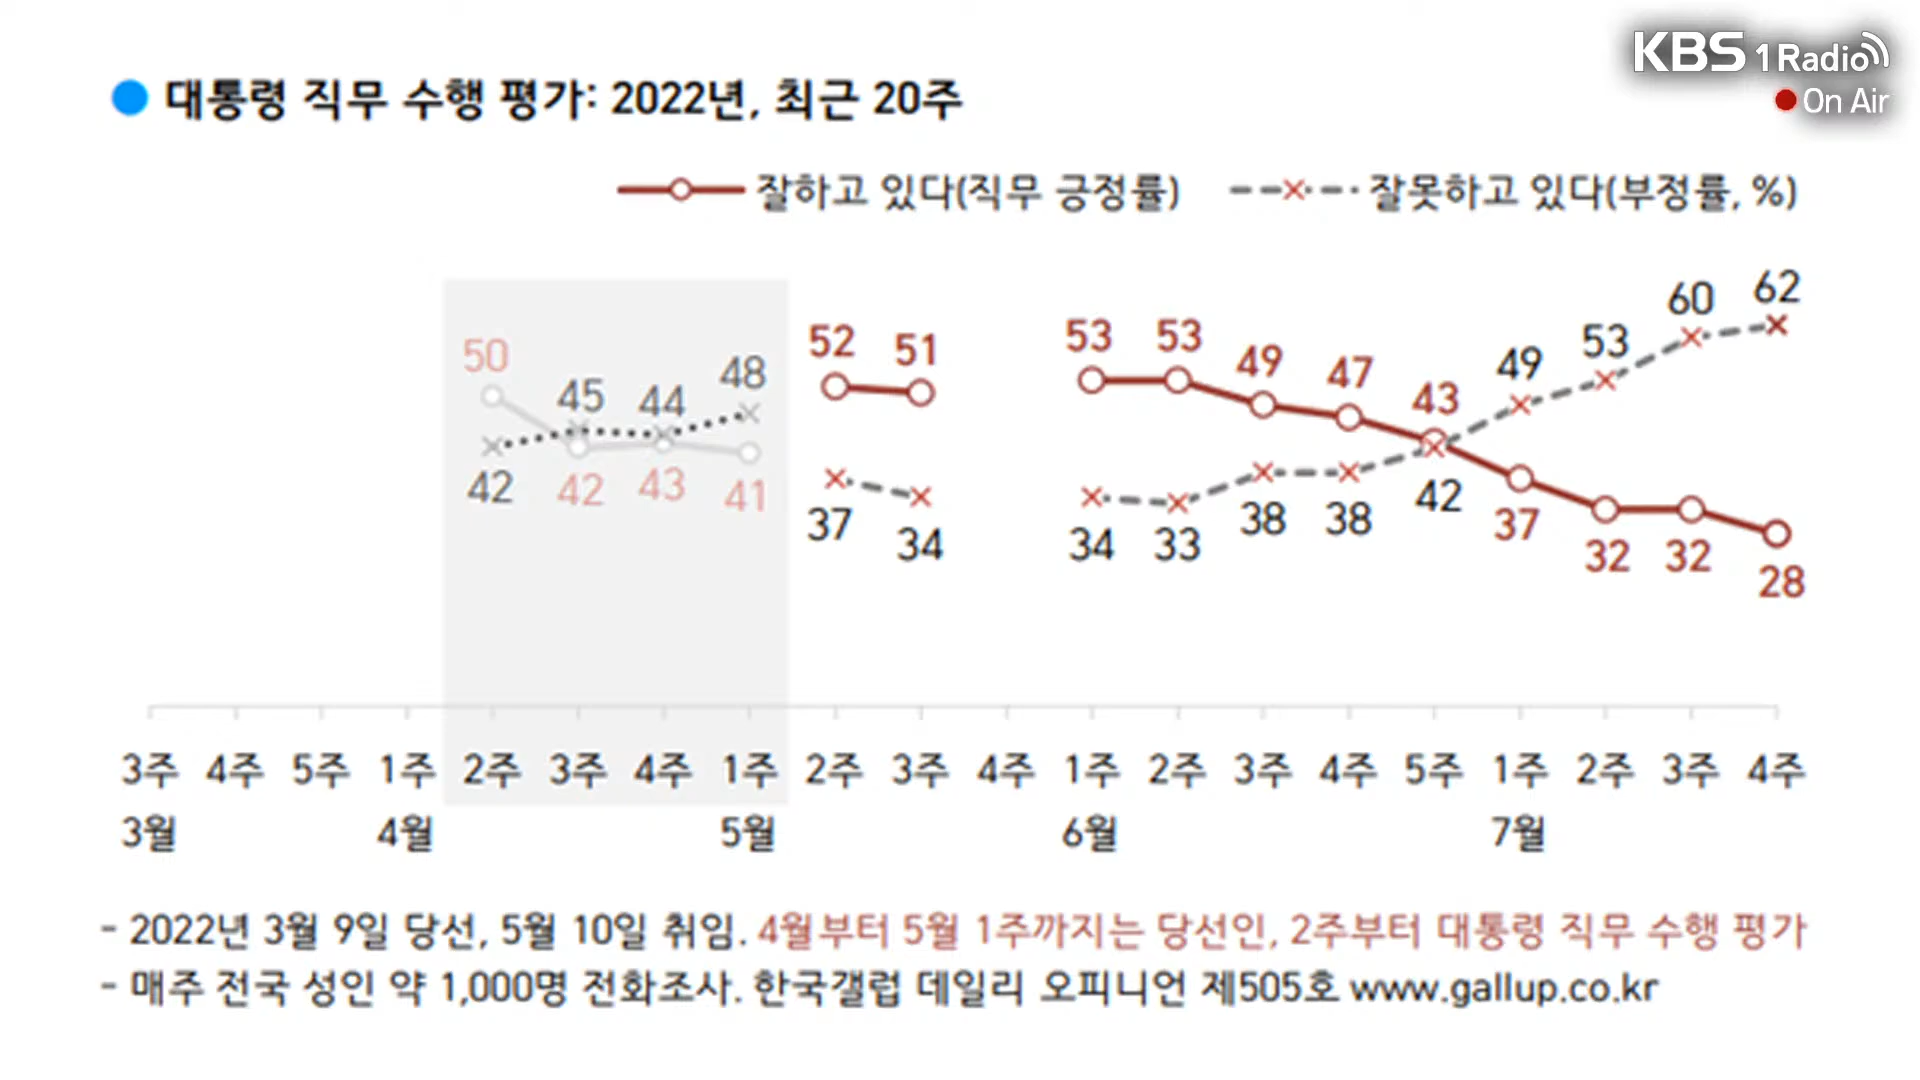 KBS 1Radio
On Air
대통령 직무 수행 평가: 2022년, 최근 20주
잘하고 있다(직무 긍정률) 잘못하고 있다(부정률, %)
50 42 43 41 52 51 53 53 49 47 43 37 32 32 28
42 45 44 48 37 34 34 33 38 38 42 49 53 60 62
3주 4주 5주 1주 2주 3주 4주 1주 2주 3주 4주 1주 2주 3주 4주 5주 1주 2주 3주 4주
3월 4월 5월 6월 7월
- 2022년 3월 9일 당선, 5월 10일 취임. 4월부터 5월 1주까지는 당선인, 2주부터 대통령 직무 수행 평가
- 매주 전국 성인 약 1,000명 전화조사. 한국갤럽 데일리 오피니언 제505호 www.gallup.co.kr